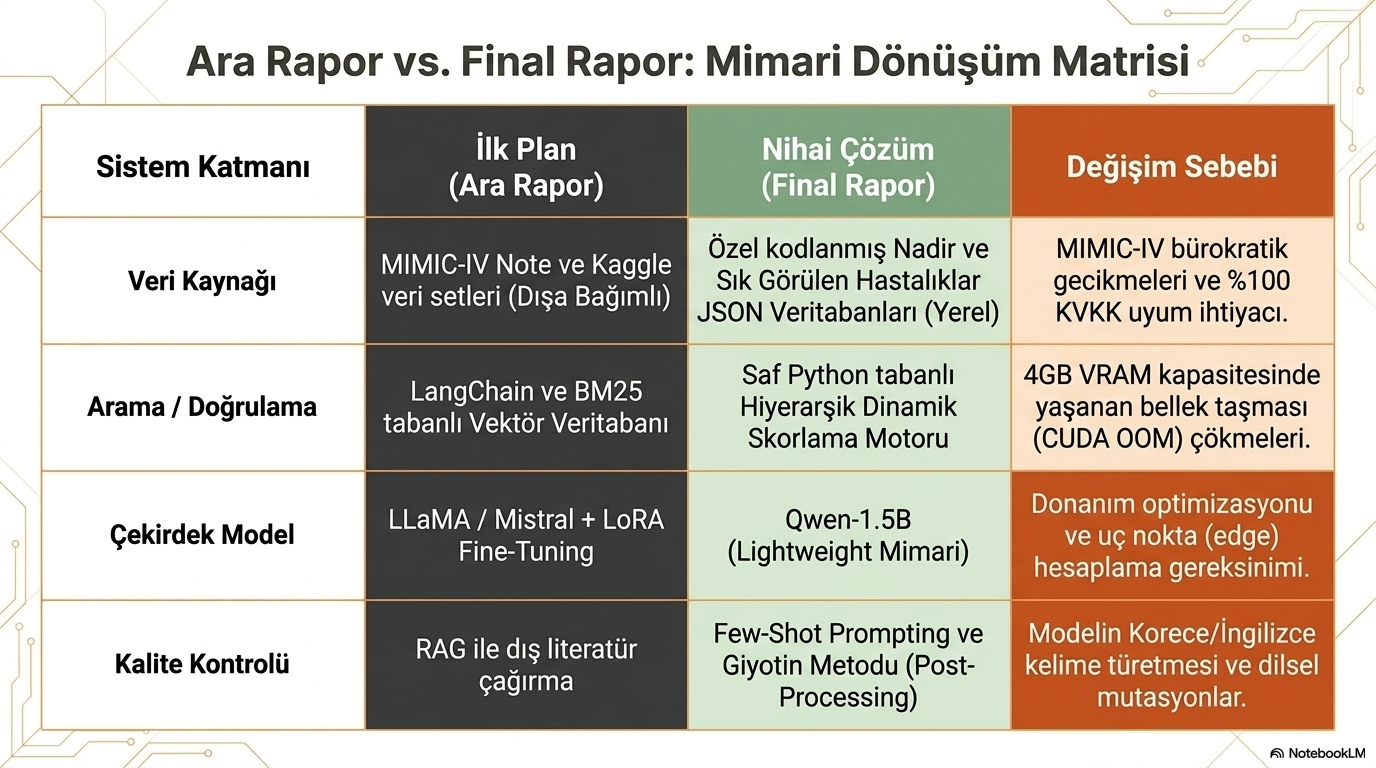 Ara Rapor vs. Final Rapor: Mimari Dönüşüm Matrisi
Sistem Katmanı
İlk Plan
(Ara Rapor)
Nihai Çözüm
(Final Rapor)
Değişim Sebebi
Veri Kaynağı
MIMIC-IV Note ve Kaggle
veri setleri (Dışa Bağımlı)
Özel kodlanmış Nadir ve
Sık Görülen Hastalıklar
JSON Veritabanları (Yerel)
MIMIC-IV bürokratik
gecikmeleri ve %100
KVKK uyum ihtiyacı.
Arama / Doğrulama
LangChain ve BM25
tabanlı Vektör Veritabanı
Saf Python tabanlı
Hiyerarşik Dinamik
Skorlama Motoru
4GB VRAM kapasitesinde
yaşanan bellek taşması
(CUDA OOM) çökmeleri.
Çekirdek Model
LLaMA / Mistral + LoRA
Fine-Tuning
Qwen-1.5B
(Lightweight Mimari)
Donanım optimizasyonu
ve uç nokta (edge)
hesaplama gereksinimi.
Kalite Kontrolü
RAG ile dış literatür
çağırma
Few-Shot Prompting ve
Giyotin Metodu (Post-
Processing)
Modelin Korece/İngilizce
kelime türetmesi ve dilsel
mutasyonlar.
NotebookLM